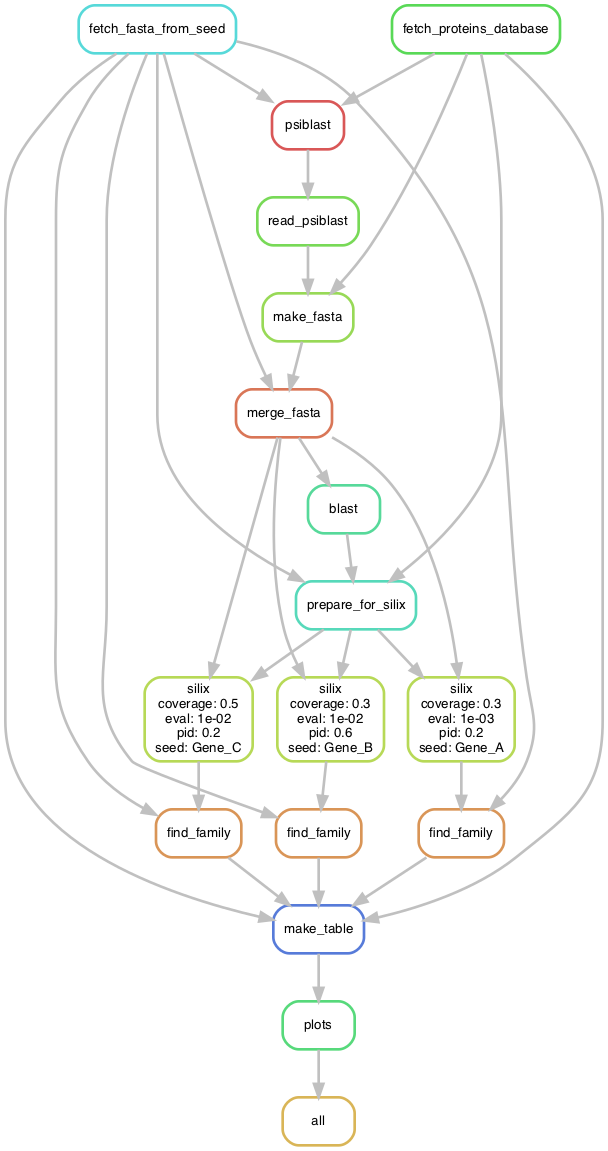 fetch_fasta_from_seed
fetch_proteins_database
psiblast
read_psiblast
make_fasta
merge_fasta
blast
prepare_for_silix
silix
coverage: 0.5
eval: 1e-02
pid: 0.2
seed: Gene_C
silix
coverage: 0.3
eval: 1e-02
pid: 0.6
seed: Gene_B
silix
coverage: 0.3
eval: 1e-03
pid: 0.2
seed: Gene_A
find_family
find_family
find_family
make_table
plots
all